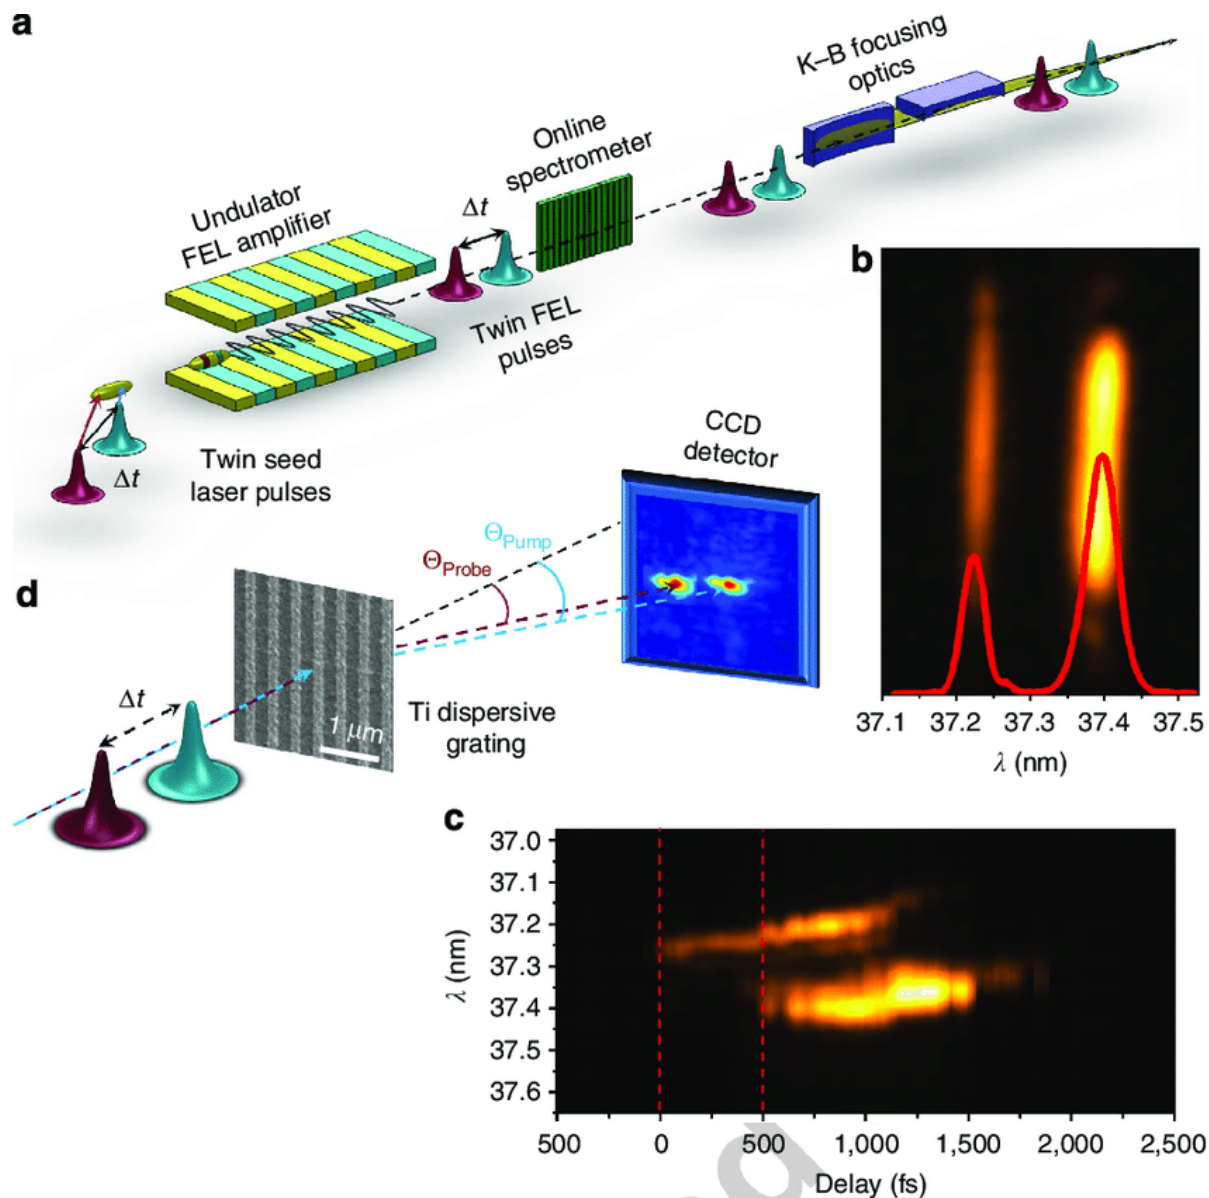 a
K–B focusing
optics
Online
spectrometer
Undulator
FEL amplifier
Δt
Twin FEL
pulses
Δt
Twin seed
laser pulses
b
37.1 37.2 37.3 37.4 37.5
λ (nm)
CCD
detector
d
ΘProbe
ΘPump
Δt
1 μm
Ti dispersive
grating
c
37.0
37.1
37.2
37.3
37.4
37.5
37.6
λ (nm)
500 0 500 1,000 1,500 2,000 2,500
Delay (fs)